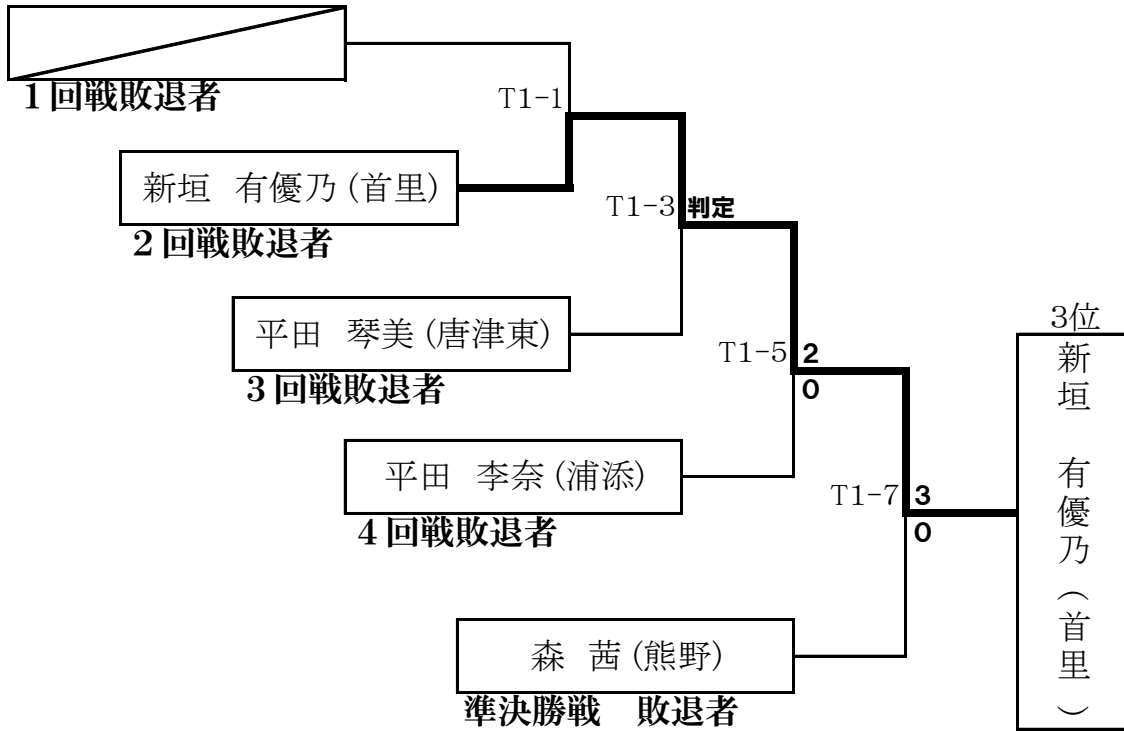 1回戦敗退者
T1-1
新垣 有優乃(首里)
2回戦敗退者
T1-3 判定
平田 琴美(唐津東)
3回戦敗退者
T1-5 2
0
平田 李奈(浦添)
4回戦敗退者
T1-7 3
0
森 茜(熊野)
準決勝戦 敗退者
3位
新垣 有優乃(首里)